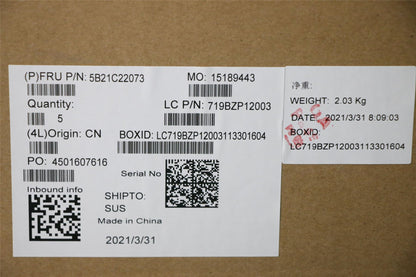 (P)FRU P/N: 5B21C22073
MO: 15189443
Quantity:
5
LC P/N: 719BZP12003
(4L)Origin: CN
BOXID: LC719BZP12003113301604
PO: 4501607616
Serial No
Inbound info
SHIPTO:
SUS
Made in China
2021/3/31
净重:
WEIGHT: 2.03 Kg
DATE: 2021/3/31 8:09:03
BOXID:
LC719BZP12003113301604